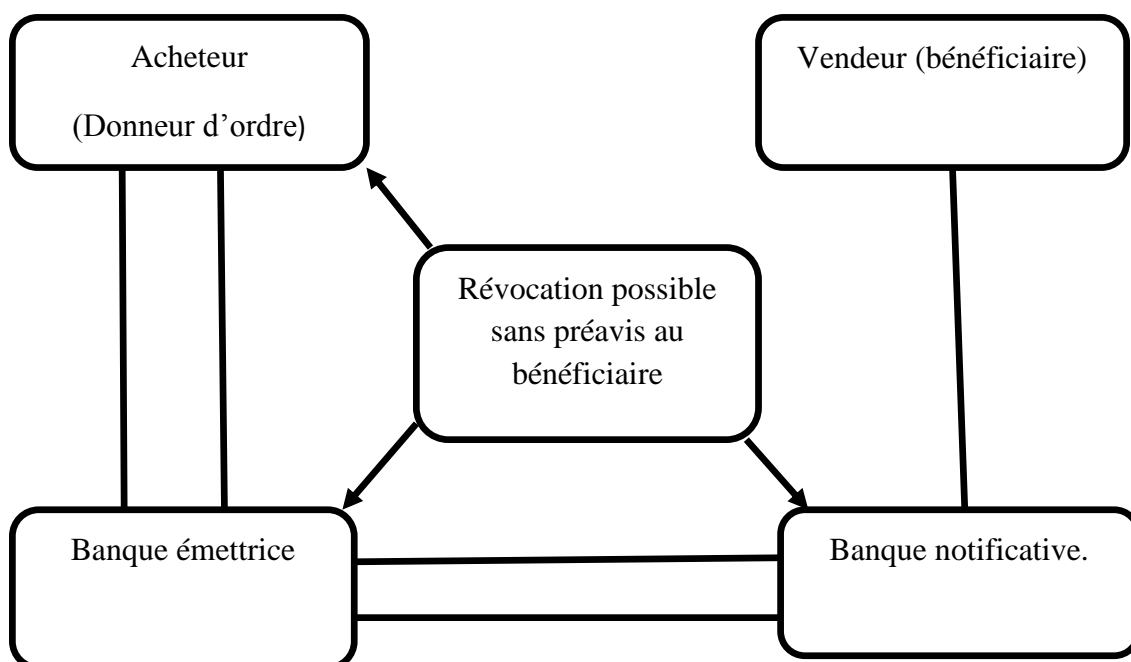 Acheteur
(Donneur d’ordre)
Vendeur (bénéficiaire)
Révocation possible
sans préavis au
bénéficiaire
Banque émettrice
Banque notificative.